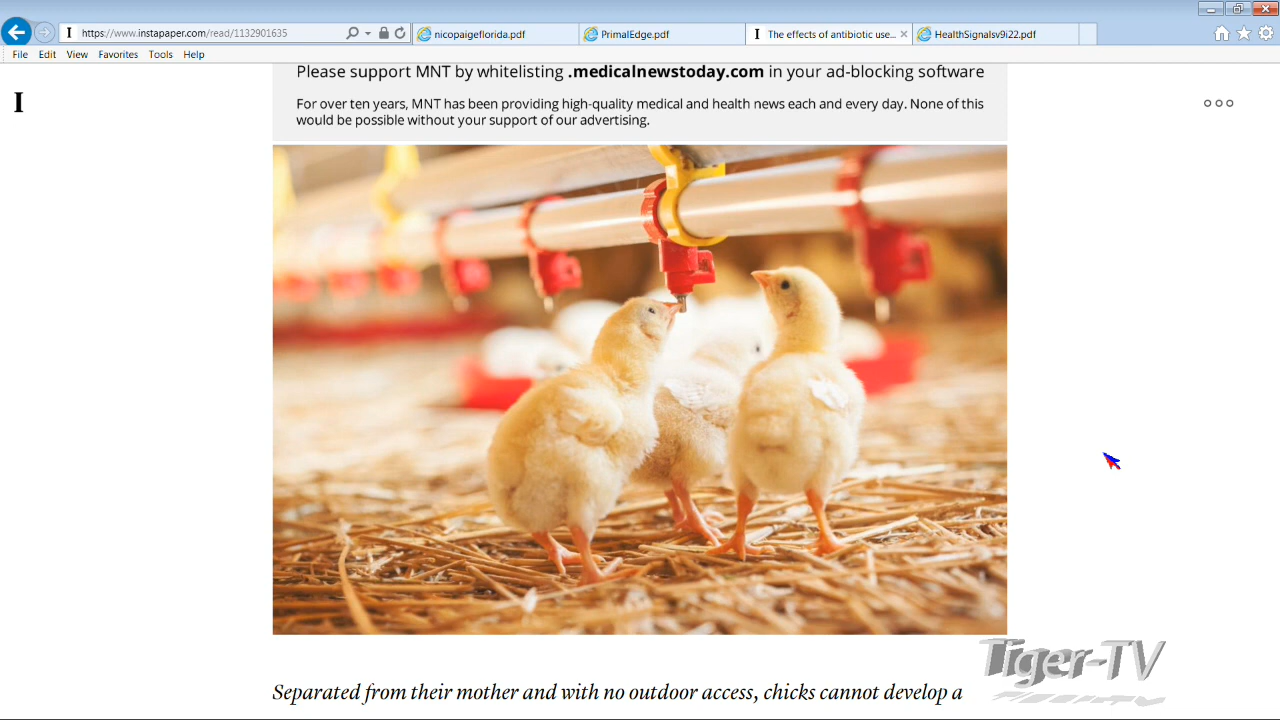 https://www.instapaper.com/read/1132901635
nicopaigeflorida.pdf
PrimalEdge.pdf
I The effects of antibiotic use...
HealthSignalsv9i22.pdf
File Edit View Favorites Tools Help
Please support MNT by whitelisting .medicalnewstoday.com in your ad-blocking software
I
For over ten years, MNT has been providing high-quality medical and health news each and every day. None of this
would be possible without your support of our advertising.
Tiger-TV
Separated from their mother and with no outdoor access, chicks cannot develop a